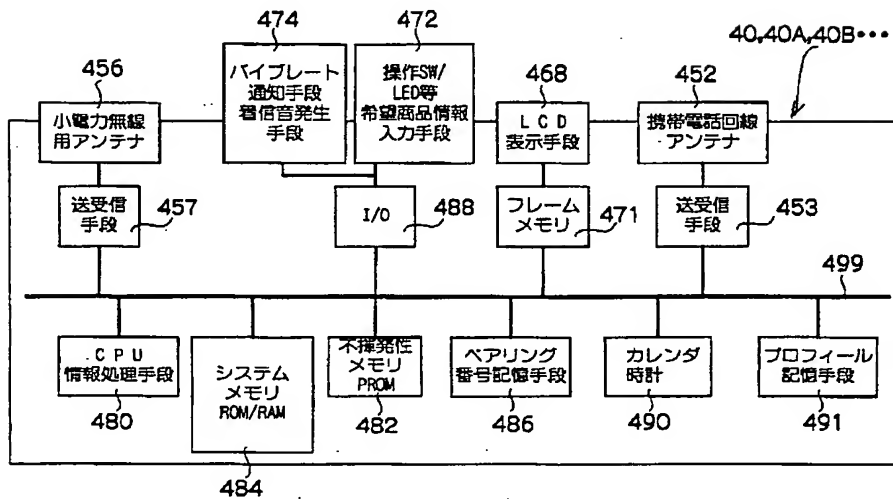 474
472
40,40A,40B･･･
456
468
452
バイブレート
通知手段
着信音発生
手段
操作SW/
LED等
希望商品情報
入力手段
小電力無線
用アンテナ
LCD
表示手段
携帯電話回線
アンテナ
送受信
手段
457
I/O
488
フレーム
メモリ
471
送受信
手段
453
499
CPU
情報処理手段
480
システム
メモリ
ROM/RAM
484
不揮発性
メモリ
PROM
482
ペアリング
番号記憶手段
486
カレンダ
時計
490
プロフィール
記憶手段
491